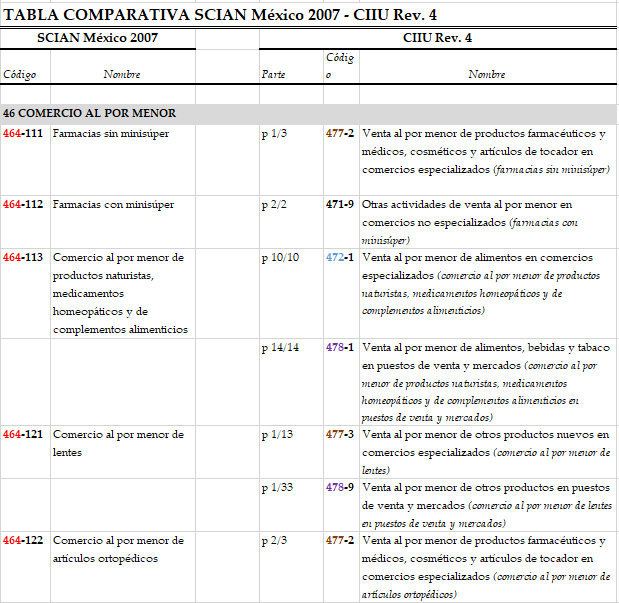 TABLA COMPARATIVA SCIAN México 2007 - CIIU Rev. 4
SCIAN México 2007 CIIU Rev. 4
Códig
Código Nombre Parte o Nombre
46 COMERCIO AL POR MENOR
464-111 Farmacias sin minisúper p 1/3 477-2 Venta al por menor de productos farmacéuticos y
médicos, cosméticos y artículos de tocador en
comercios especializados (farmacias sin minisúper)
464-112 Farmacias con minisúper p 2/2 471-9 Otras actividades de venta al por menor en
comercios no especializados (farmacias con
minisúper)
464-113 Comercio al por menor de p 10/10 472-1 Venta al por menor de alimentos en comercios
productos naturistas, especializados (comercio al por menor de productos
medicamentos naturistas, medicamentos homeopáticos y de
homeopáticos y de complementos alimenticios)
complementos alimenticios
p 14/14 478-1 Venta al por menor de alimentos, bebidas y tabaco
en puestos de venta y mercados (comercio al por
menor de productos naturistas, medicamentos
homeopáticos y de complementos alimenticios en
puestos de venta y mercados)
464-121 Comercio al por menor de p 1/13 477-3 Venta al por menor de otros productos nuevos en
lentes comercios especializados (comercio al por menor de
lentes)
p 1/33 478-9 Venta al por menor de otros productos en puestos
de venta y mercados (comercio al por menor de lentes
en puestos de venta y mercados)
464-122 Comercio al por menor de p 2/3 477-2 Venta al por menor de productos farmacéuticos y
artículos ortopédicos médicos, cosméticos y artículos de tocador en
comercios especializados (comercio al por menor de
artículos ortopédicos)